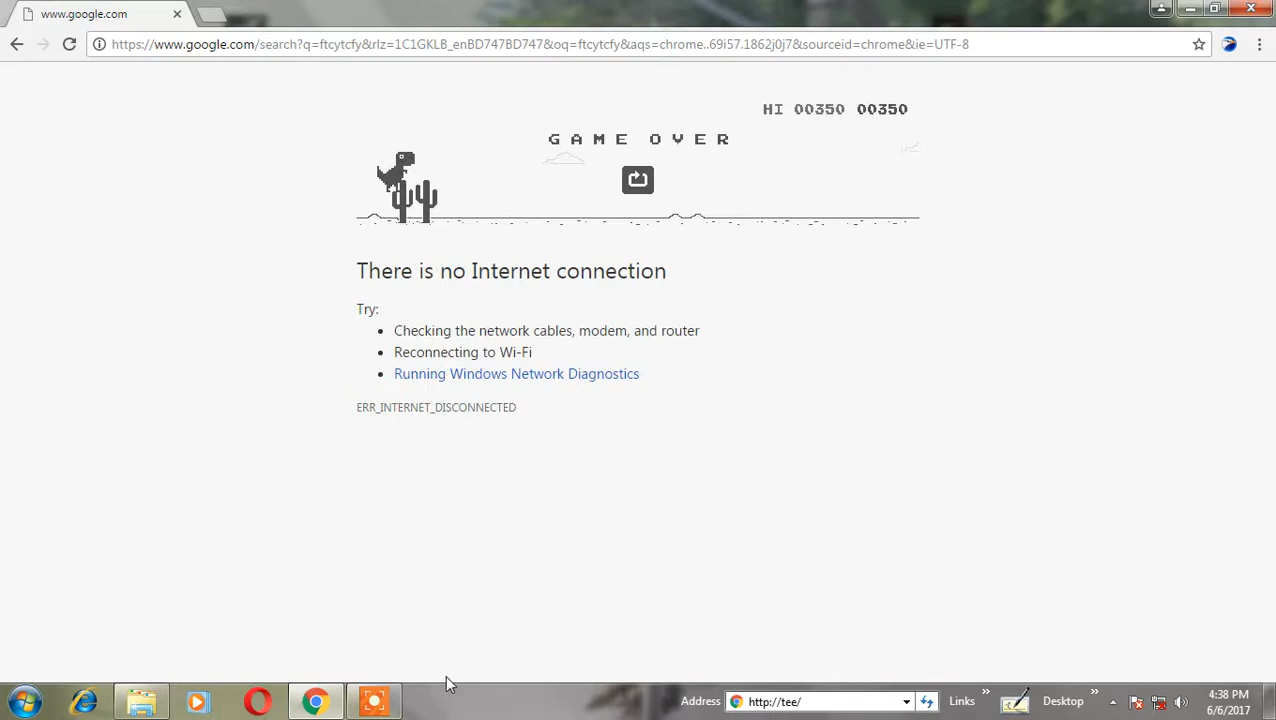 www.google.com
https://www.google.com/search?q=ftcytcfy&rlz=1C1GKLB_enBD747BD747&oq=ftcytcfy&aqs=chrome..69i57.1862j0j7&sourceid=chrome&ie=UTF-8
HI 00350 00350
GAME OVER
There is no Internet connection
Try:
Checking the network cables, modem, and router
Reconnecting to Wi-Fi
Running Windows Network Diagnostics
ERR_INTERNET_DISCONNECTED
Address http://tee/ Links » Desktop » 4:38 PM
6/6/2017